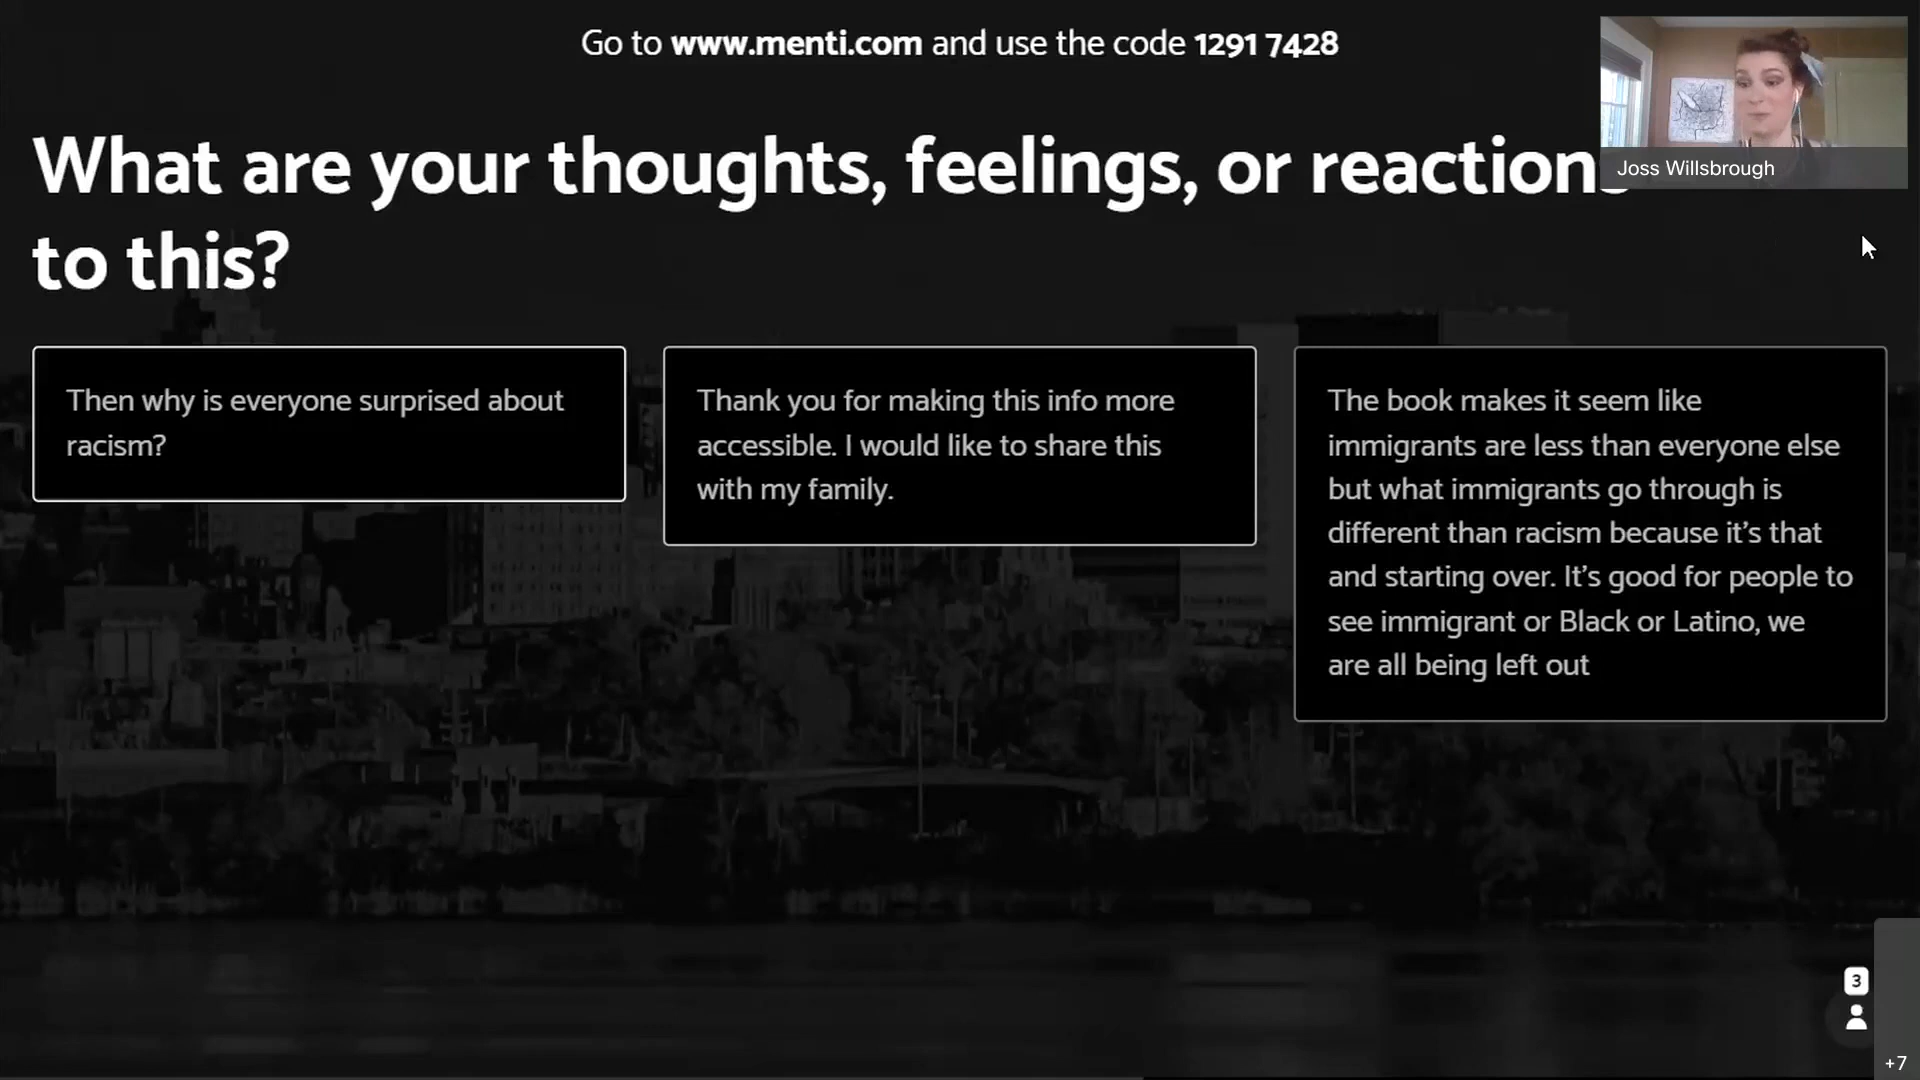 Go to www.menti.com and use the code 1291 7428
What are your thoughts, feelings, or reactions
to this?
Joss Willsbrough
Then why is everyone surprised about
racism?
Thank you for making this info more
accessible. I would like to share this
with my family.
The book makes it seem like
immigrants are less than everyone else
but what immigrants go through is
different than racism because it's that
and starting over. It's good for people to
see immigrant or Black or Latino, we
are all being left out
3
+7